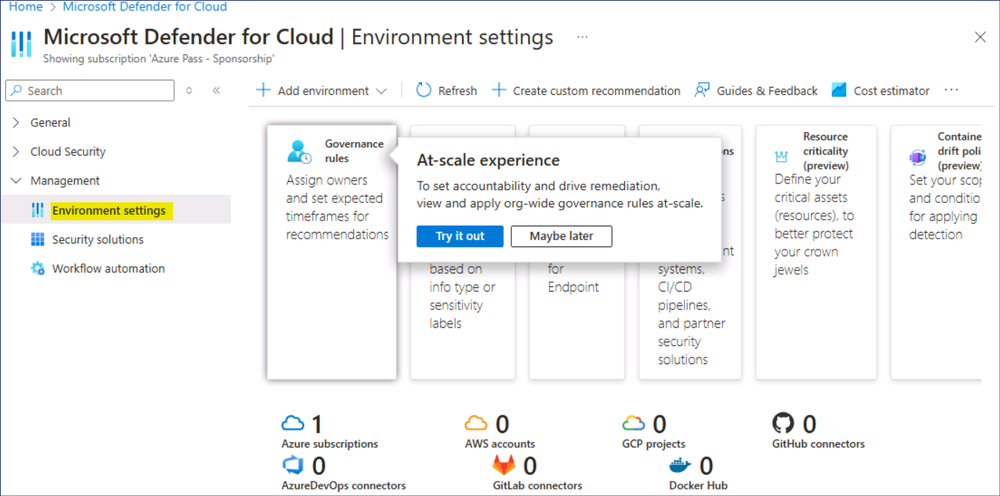 Home > Microsoft Defender for Cloud
Microsoft Defender for Cloud | Environment settings ...
Showing subscription 'Azure Pass - Sponsorship'
Search
General
Cloud Security
Management
Environment settings
Security solutions
Workflow automation
Add environment
Refresh
Create custom recommendation
Guides & Feedback
Cost estimator
...
Governance
rules
Assign owners
and set expected
timeframes for
recommendations
At-scale experience
To set accountability and drive remediation,
view and apply org-wide governance rules at-scale.
Try it out
Maybe later
based on
info type or
sensitivity
labels
for
Endpoint
ns
s
nt
systems,
CI/CD
pipelines,
and partner
security
solutions
Resource
criticality
(preview)
Define your
critical assets
(resources), to
better protect
your crown
jewels
Containe
drift poli
(preview)
Set your scop
and conditio
for applying
detection
1
Azure subscriptions
0
AWS accounts
0
GCP projects
0
GitHub connectors
0
AzureDevOps connectors
0
GitLab connectors
0
Docker Hub